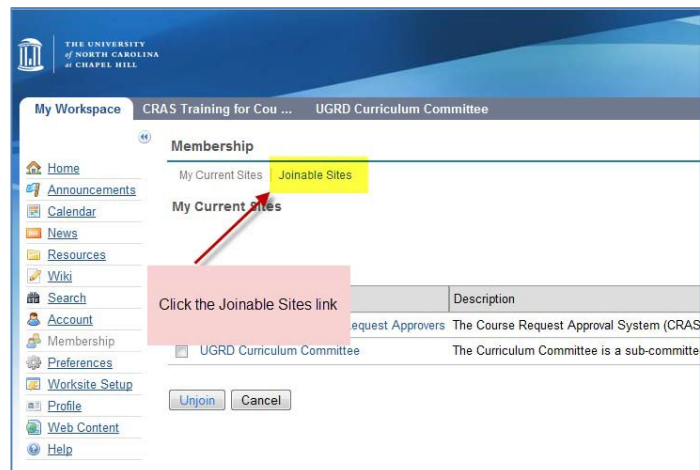 THE UNIVERSITY
of NORTH CAROLINA
at CHAPEL HILL
My Workspace
CRAS Training for Cou ...
UGRD Curriculum Committee
Home
Announcements
Calendar
News
Resources
Wiki
Search
Account
Membership
Preferences
Worksite Setup
Profile
Web Content
Help
Membership
My Current Sites
Joinable Sites
My Current Sites
Click the Joinable Sites link
Description
equest Approvers
The Course Request Approval System (CRAS
UGRD Curriculum Committee
The Curriculum Committee is a sub-committe
Unjoin
Cancel